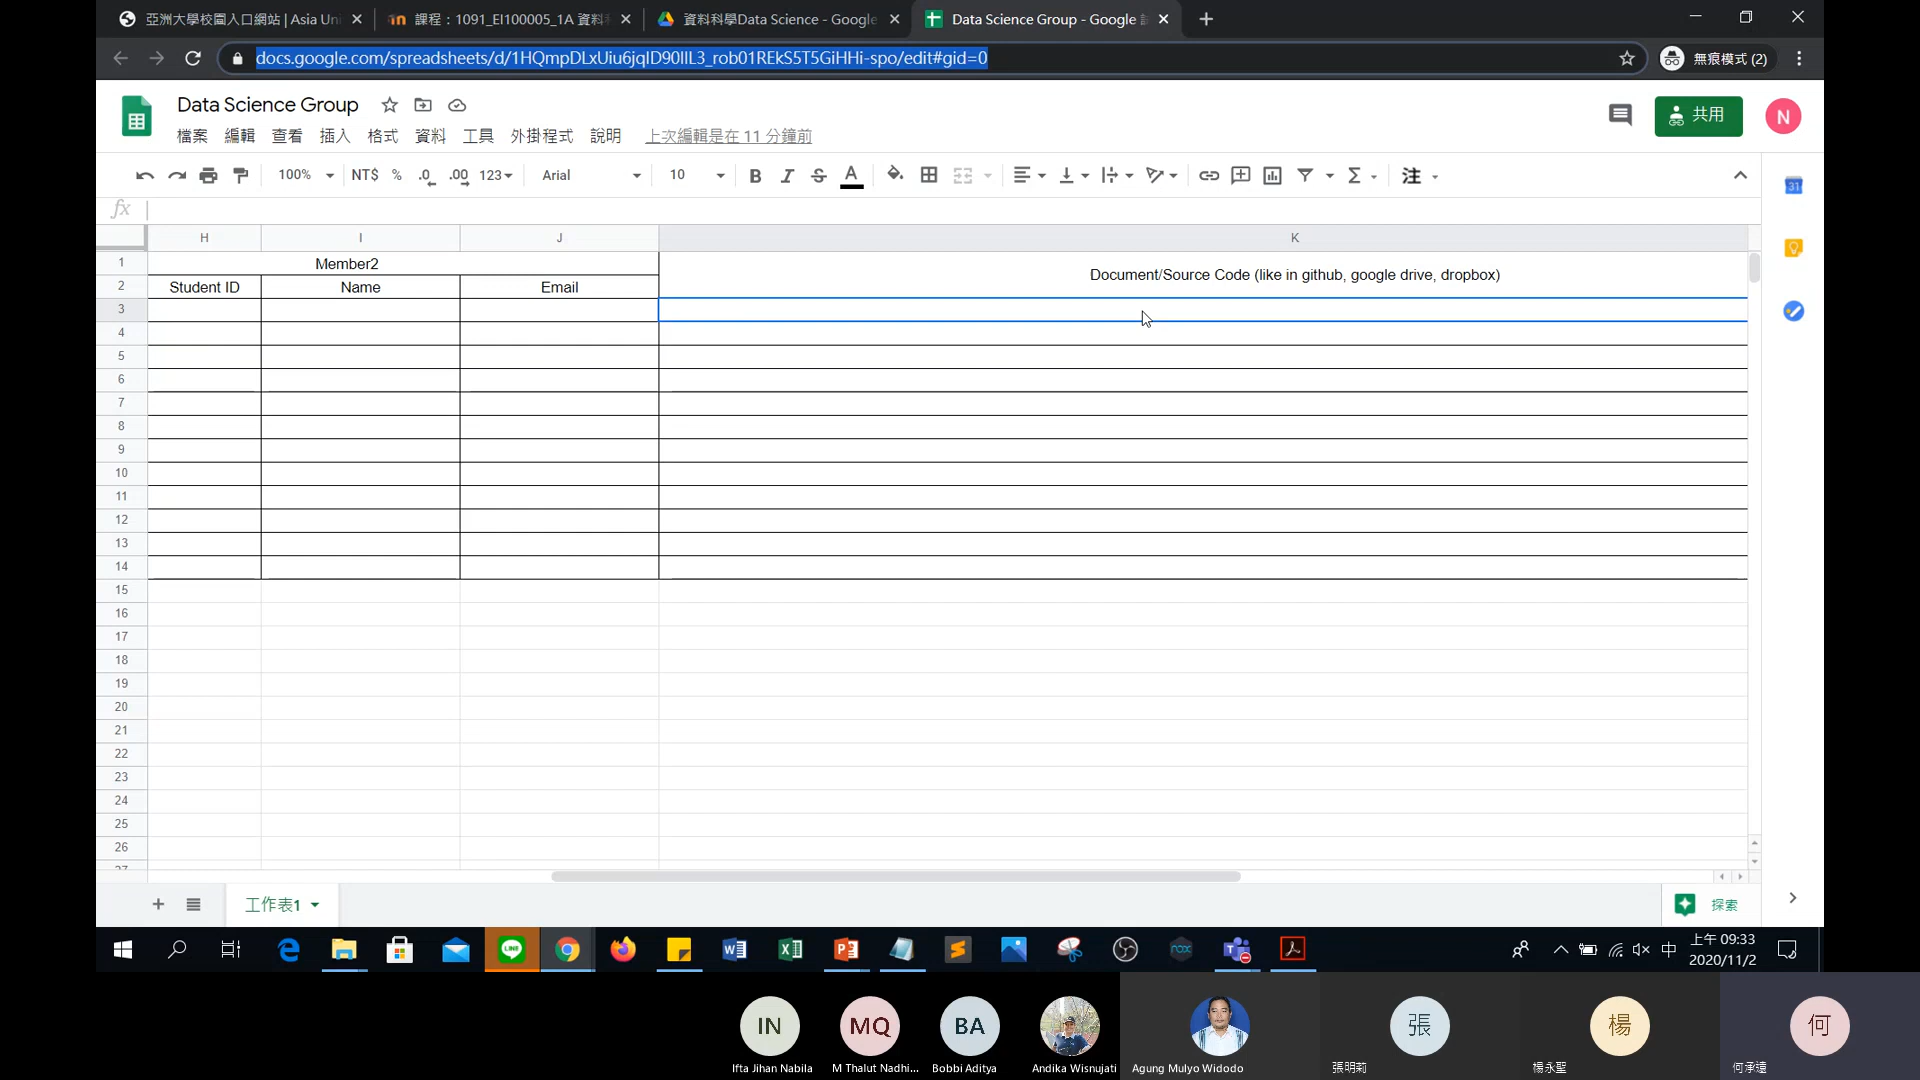 亞洲大學校園入口網站 | Asia Uni
課程：1091_EI100005_1A 資料科
資料科學Data Science - Google
Data Science Group - Google 試
docs.google.com/spreadsheets/d/1HQmpDLxUiu6jqID90IlL3_rob01REkS5T5GiHHi-spo/edit#gid=0
無痕模式 (2)
Data Science Group
檔案 編輯 查看 插入 格式 資料 工具 外掛程式 說明 上次編輯是在 11 分鐘前
共用
N
100% NT$ % .0 .00 123 Arial 10 B I S A Σ 注
31
fx
H I J K
1 Member2
Document/Source Code (like in github, google drive, dropbox)
2 Student ID Name Email
3
4
5
6
7
8
9
10
11
12
13
14
15
16
17
18
19
20
21
22
23
24
25
26
27
工作表1
探索
中
上午 09:33
2020/11/2
IN MQ BA 張 楊 何
Ifta Jihan Nabila M Thalut Nadhi... Bobbi Aditya Andika Wisnujati Agung Mulyo Widodo 張明莉 楊永聖 何承遠